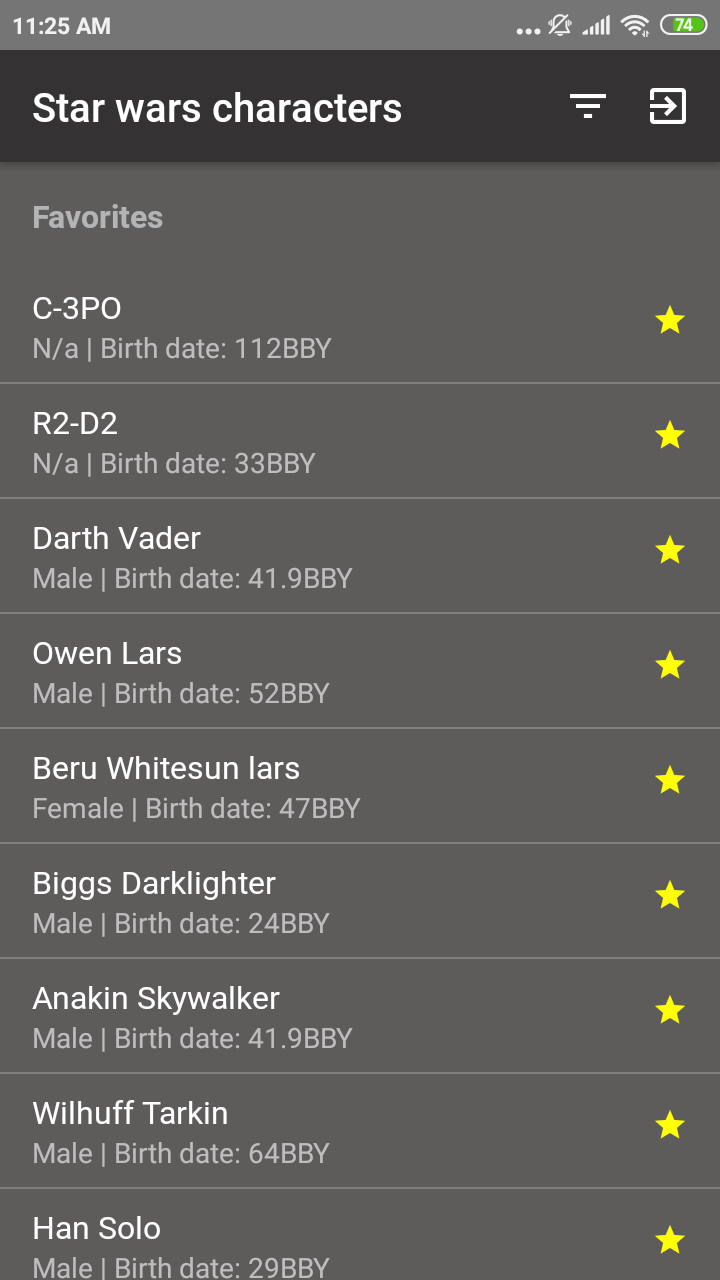 11:25 AM
74
Star wars characters
Favorites
C-3PO
N/a | Birth date: 112BBY
R2-D2
N/a | Birth date: 33BBY
Darth Vader
Male | Birth date: 41.9BBY
Owen Lars
Male | Birth date: 52BBY
Beru Whitesun lars
Female | Birth date: 47BBY
Biggs Darklighter
Male | Birth date: 24BBY
Anakin Skywalker
Male | Birth date: 41.9BBY
Wilhuff Tarkin
Male | Birth date: 64BBY
Han Solo
Male | Birth date: 29BBY